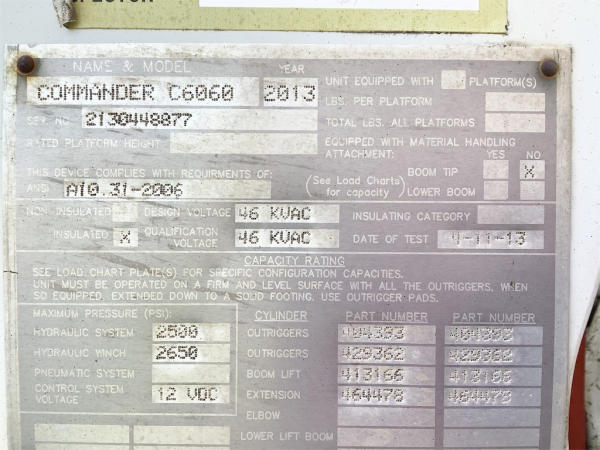 NAME & MODEL YEAR
COMMANDER C6060 2013
SER. NO. 2130448877
RATED PLATFORM HEIGHT
THIS DEVICE COMPLIES WITH REQUIRMENTS OF:
ANSI A10.31-2006
UNIT EQUIPPED WITH PLATFORM(S)
LBS. PER PLATFORM
TOTAL LBS. ALL PLATFORMS
EQUIPPED WITH MATERIAL HANDLING
ATTACHMENT: YES NO
BOOM TIP X
(See Load Charts for capacity) LOWER BOOM
NON INSULATED DESIGN VOLTAGE 46 KVAC INSULATING CATEGORY
INSULATED X QUALIFICATION VOLTAGE 46 KVAC DATE OF TEST 4-11-13
CAPACITY RATING
SEE LOAD CHART PLATE(S) FOR SPECIFIC CONFIGURATION CAPACITIES.
UNIT MUST BE OPERATED ON A FIRM AND LEVEL SURFACE WITH ALL THE OUTRIGGERS, WHEN
SO EQUIPPED, EXTENDED DOWN TO A SOLID FOOTING. USE OUTRIGGER PADS.
MAXIMUM PRESSURE (PSI):
HYDRAULIC SYSTEM 2500
HYDRAULIC WINCH 2650
PNEUMATIC SYSTEM
CONTROL SYSTEM VOLTAGE 12 VDC
CYLINDER PART NUMBER PART NUMBER
OUTRIGGERS 404393 404393
OUTRIGGERS 429362 429362
BOOM LIFT 413166 413166
EXTENSION 464478 464478
ELBOW
LOWER LIFT BOOM